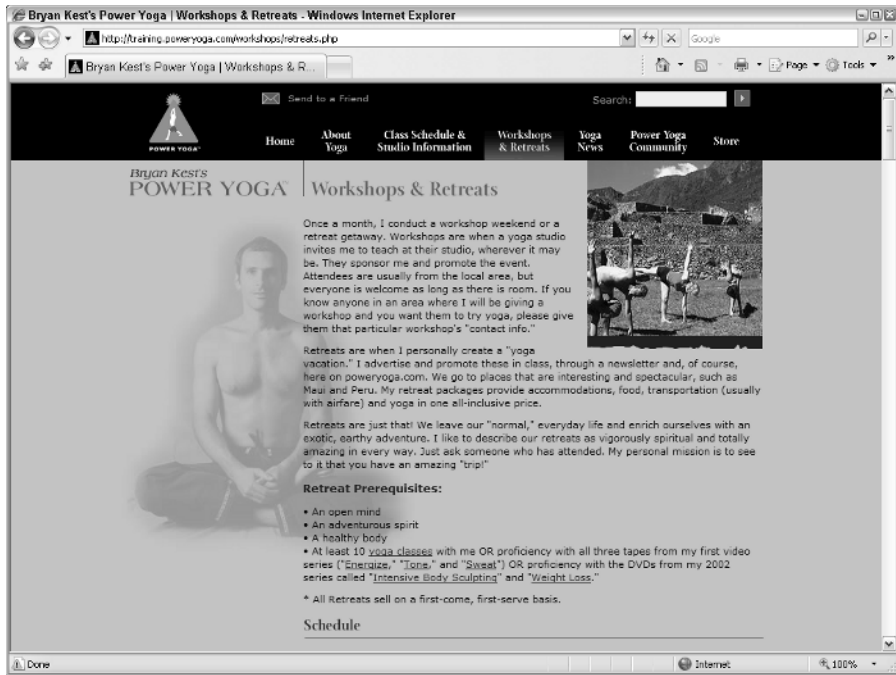 Bryan Kest's Power Yoga | Workshops & Retreats - Windows Internet Explorer
http://training.poweryoga.com/workshops/retreats.php
Google
Bryan Kest's Power Yoga | Workshops & R...
Page
Tools
Send to a Friend
Search:
POWER YOGA
Home
About Yoga
Class Schedule & Studio Information
Workshops & Retreats
Yoga News
Power Yoga Community
Store
Bryan Kest's
POWER YOGA
Workshops & Retreats
Once a month, I conduct a workshop weekend or a
retreat getaway. Workshops are when a yoga studio
invites me to teach at their studio, wherever it may
be. They sponsor me and promote the event.
Attendees are usually from the local area, but
everyone is welcome as long as there is room. If you
know anyone in an area where I will be giving a
workshop and you want them to try yoga, please give
them that particular workshop's "contact info."
Retreats are when I personally create a "yoga
vacation." I advertise and promote these in class, through a newsletter and, of course,
here on poweryoga.com. We go to places that are interesting and spectacular, such as
Maui and Peru. My retreat packages provide accommodations, food, transportation (usually
with airfare) and yoga in one all-inclusive price.
Retreats are just that! We leave our "normal," everyday life and enrich ourselves with an
exotic, earthy adventure. I like to describe our retreats as vigorously spiritual and totally
amazing in every way. Just ask someone who has attended. My personal mission is to see
to it that you have an amazing "trip!"
Retreat Prerequisites:
• An open mind
• An adventurous spirit
• A healthy body
• At least 10 yoga classes with me OR proficiency with all three tapes from my first video
series ("Energize," "Tone," and "Sweat") OR proficiency with the DVDs from my 2002
series called "Intensive Body Sculpting" and "Weight Loss."
* All Retreats sell on a first-come, first-serve basis.
Schedule
Done
Internet
100%